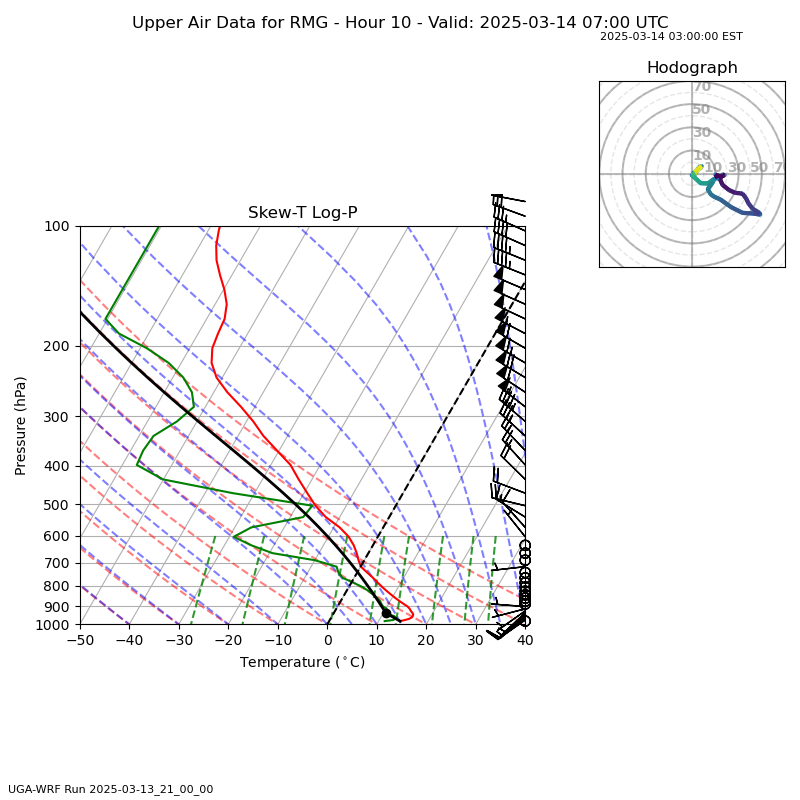 Upper Air Data for RMG - Hour 10 - Valid: 2025-03-14 07:00 UTC
2025-03-14 03:00:00 EST
Hodograph
70
50
30
10
10 30 50 7
Skew-T Log-P
100
200
300
400
500
600
700
800
900
1000
Pressure (hPa)
−50 −40 −30 −20 −10 0 10 20 30 40
Temperature (°C)
UGA-WRF Run 2025-03-13_21_00_00